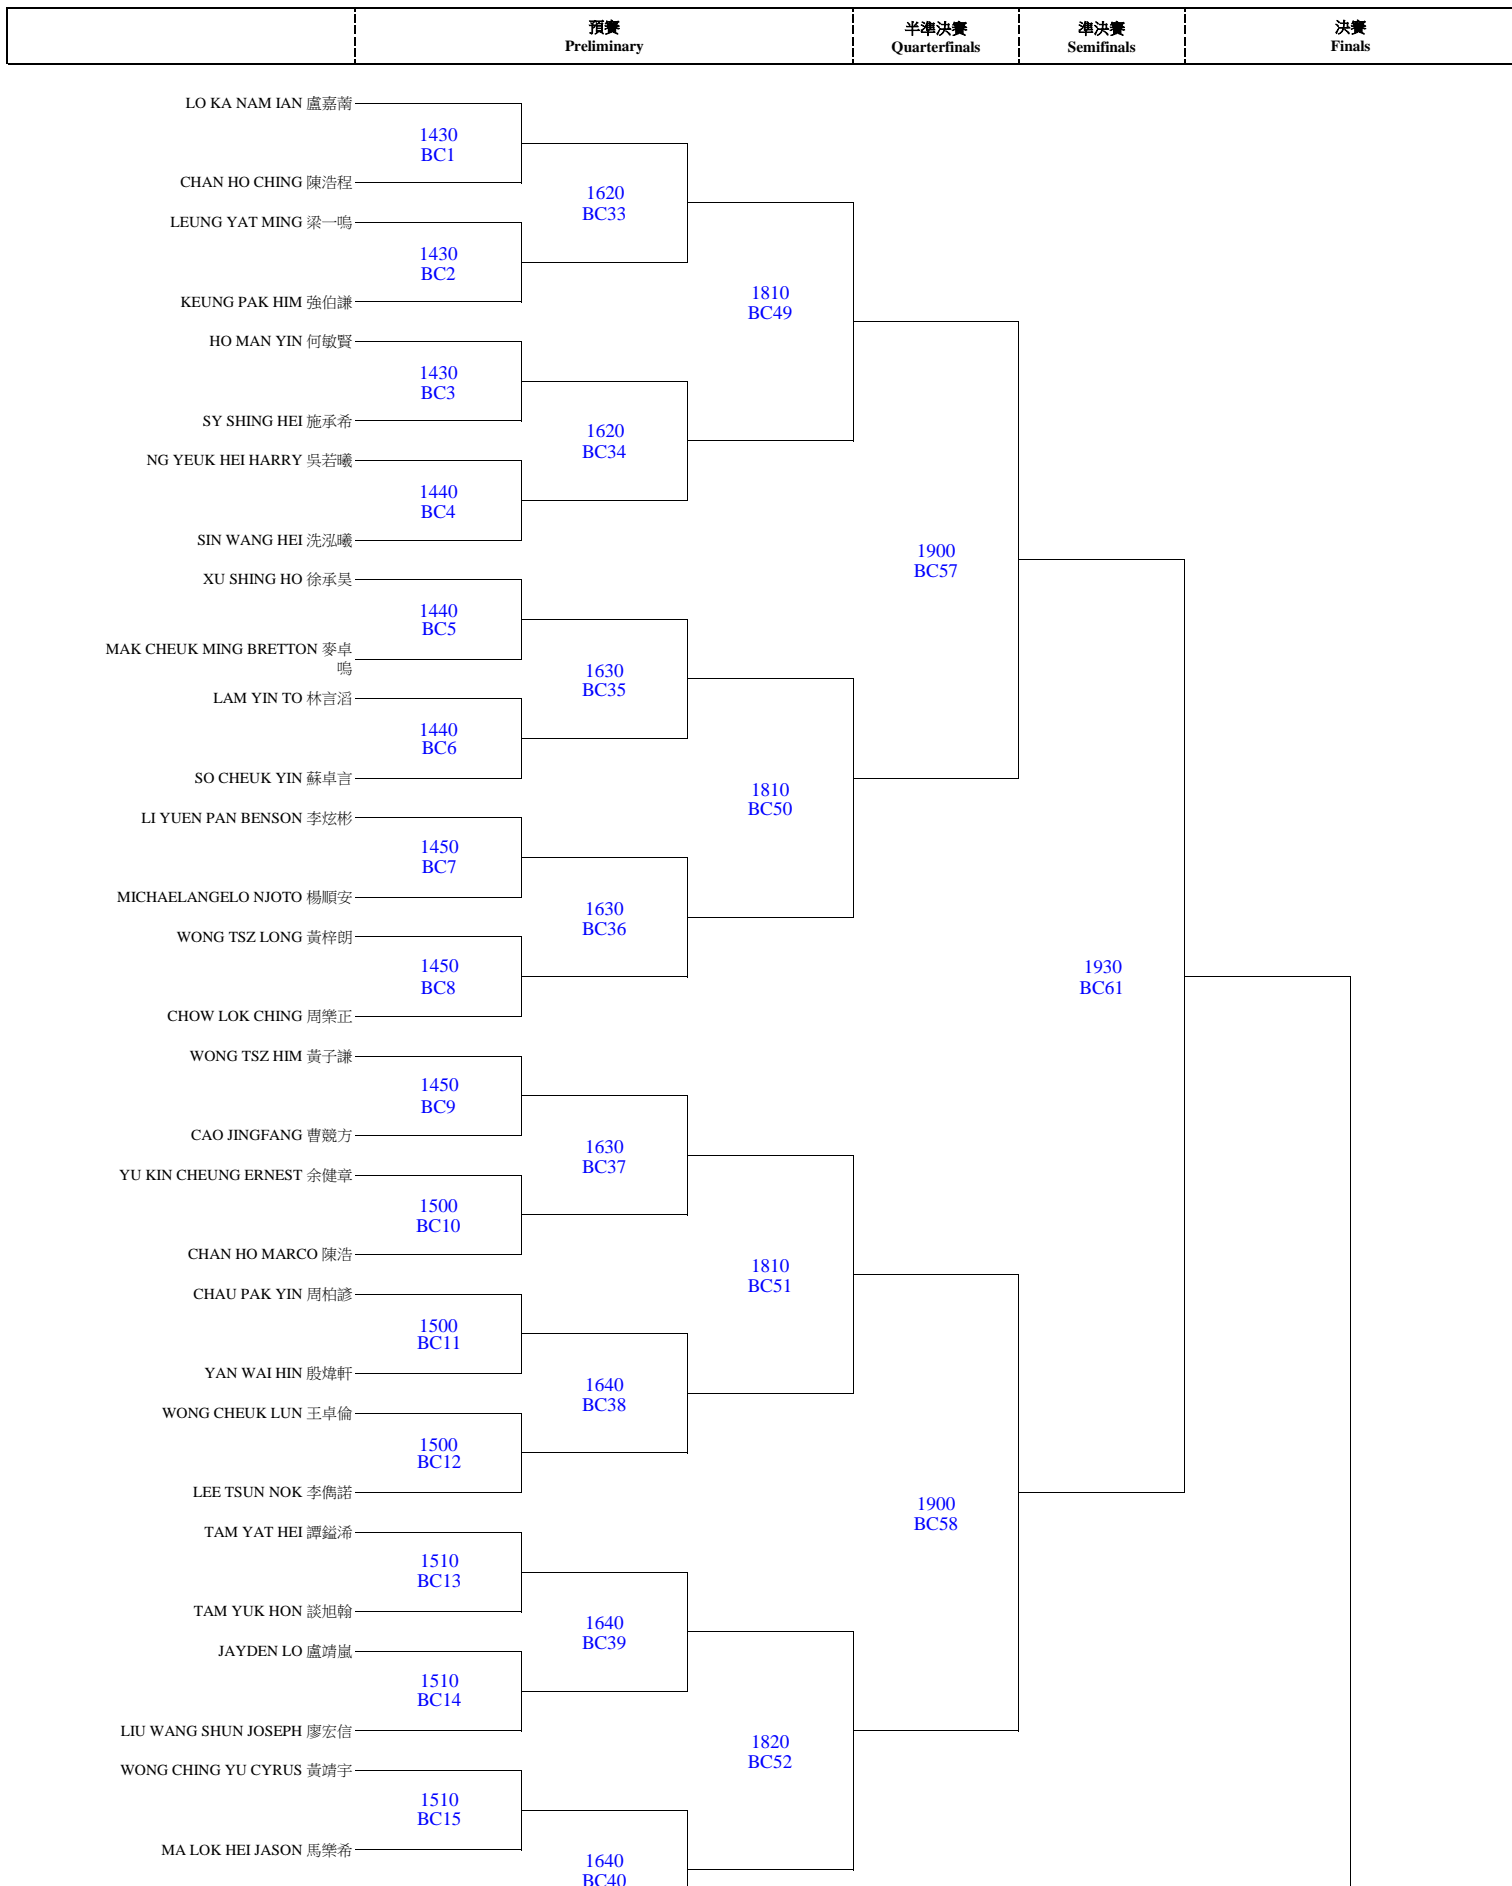 預賽
Preliminary
半準決賽
Quarterfinals
準決賽
Semifinals
決賽
Finals
LO KA NAM IAN 盧嘉萳
1430
BC1
CHAN HO CHING 陳浩程
1620
BC33
LEUNG YAT MING 梁一鳴
1430
BC2
KEUNG PAK HIM 強伯謙
1810
BC49
HO MAN YIN 何敏賢
1430
BC3
SY SHING HEI 施承希
1620
BC34
NG YEUK HEI HARRY 吳若曦
1440
BC4
SIN WANG HEI 洗泓曦
1900
BC57
XU SHING HO 徐承昊
1440
BC5
MAK CHEUK MING BRETTON 麥卓
鳴
1630
BC35
LAM YIN TO 林言滔
1440
BC6
SO CHEUK YIN 蘇卓言
1810
BC50
LI YUEN PAN BENSON 李炫彬
1450
BC7
MICHAELANGELO NJOTO 楊順安
1630
BC36
WONG TSZ LONG 黃梓朗
1450
BC8
1930
BC61
CHOW LOK CHING 周樂正
WONG TSZ HIM 黃子謙
1450
BC9
CAO JINGFANG 曹競方
1630
BC37
YU KIN CHEUNG ERNEST 余健章
1500
BC10
CHAN HO MARCO 陳浩
1810
BC51
CHAU PAK YIN 周柏諺
1500
BC11
YAN WAI HIN 殷煒軒
1640
BC38
WONG CHEUK LUN 王卓倫
1500
BC12
LEE TSUN NOK 李儁諾
1900
BC58
TAM YAT HEI 譚鎰浠
1510
BC13
TAM YUK HON 談旭翰
1640
BC39
JAYDEN LO 盧靖嵐
1510
BC14
LIU WANG SHUN JOSEPH 廖宏信
1820
BC52
WONG CHING YU CYRUS 黃靖宇
1510
BC15
MA LOK HEI JASON 馬樂希
1640
BC40